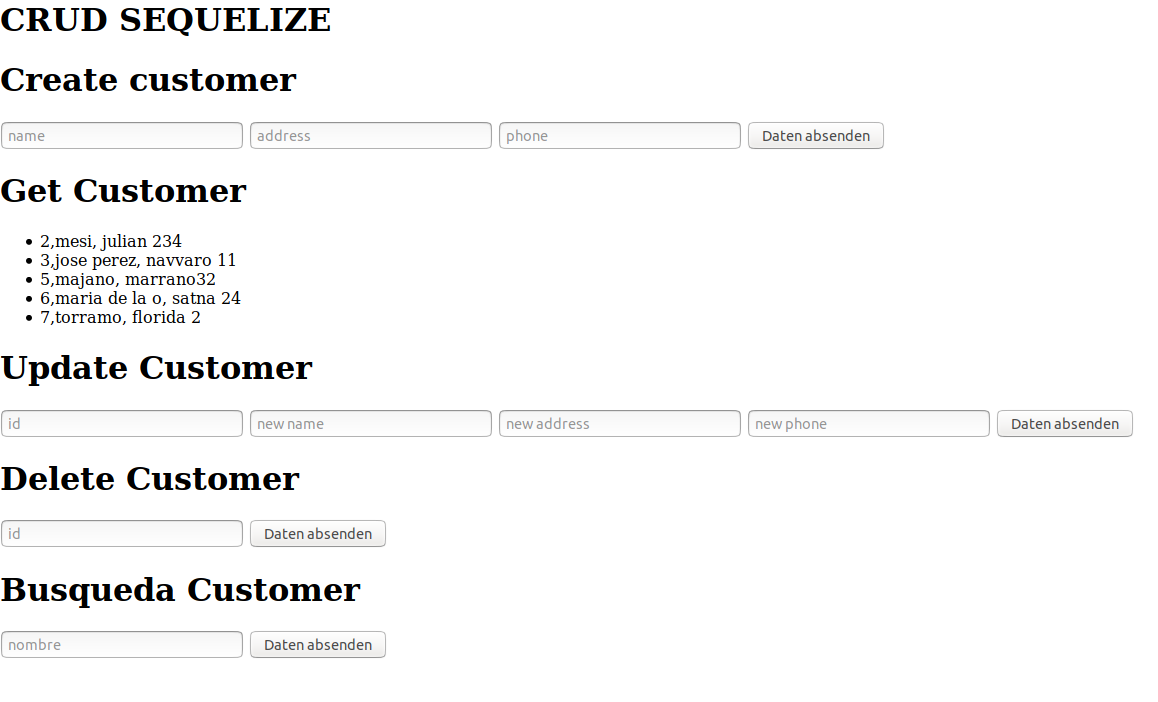 CRUD SEQUELIZE
Create customer
name address phone Daten absenden
Get Customer
2,mesi, julian 234
3,jose perez, navvaro 11
5,majano, marrano32
6,maria de la o, satna 24
7,torramo, florida 2
Update Customer
id new name new address new phone Daten absenden
Delete Customer
id Daten absenden
Busqueda Customer
nombre Daten absenden